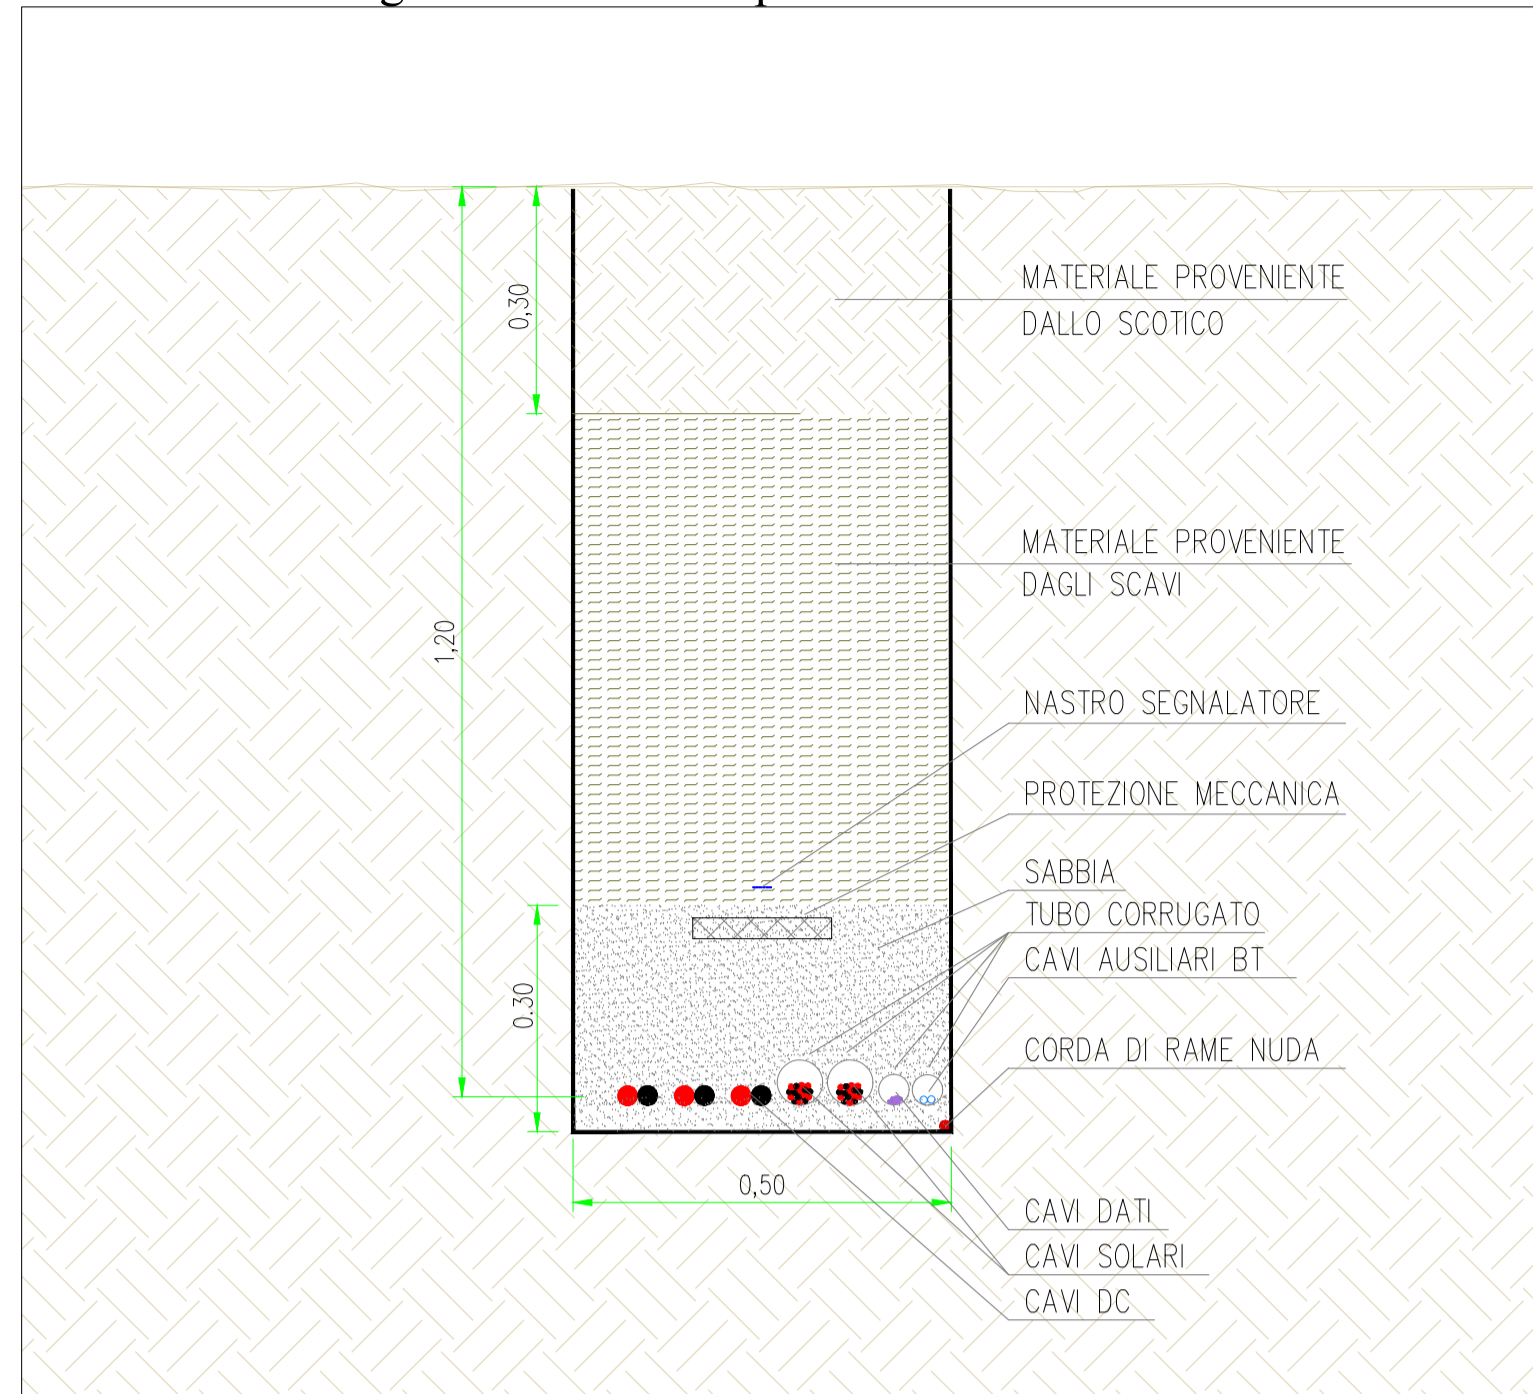 0,30
MATERIALE PROVENIENTE
DALLO SCOTICO
MATERIALE PROVENIENTE
DAGLI SCAVI
1,20
NASTRO SEGNALATORE
PROTEZIONE MECCANICA
SABBIA
TUBO CORRUGATO
CAVI AUSILIARI BT
0.30
CORDA DI RAME NUDA
0,50
CAVI DATI
CAVI SOLARI
CAVI DC